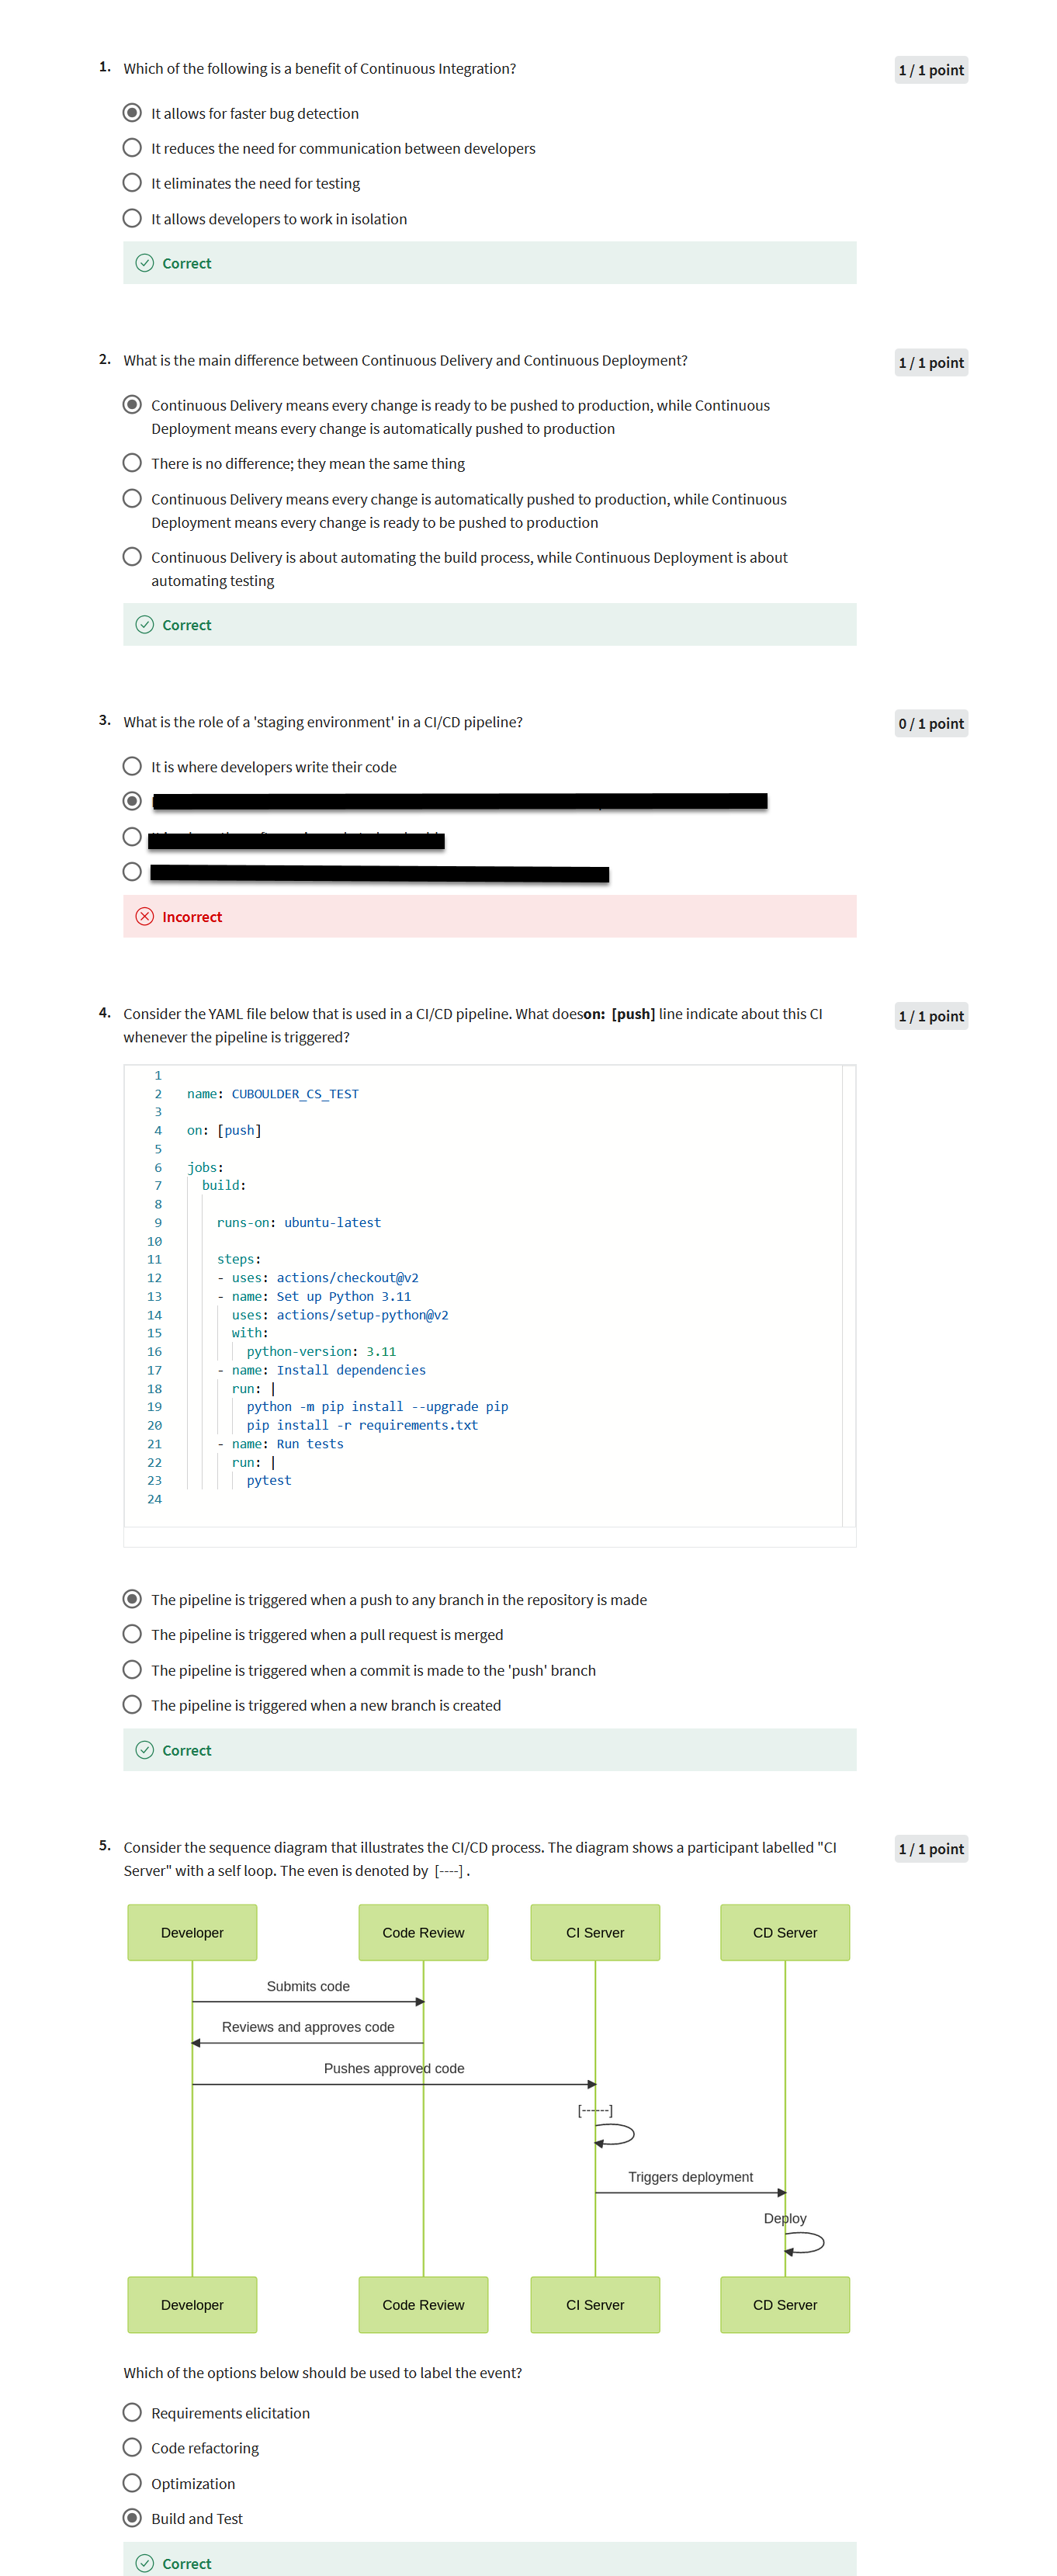 1. Which of the following is a benefit of Continuous Integration?
1 / 1 point
It allows for faster bug detection
It reduces the need for communication between developers
It eliminates the need for testing
It allows developers to work in isolation
Correct
2. What is the main difference between Continuous Delivery and Continuous Deployment?
1 / 1 point
Continuous Delivery means every change is ready to be pushed to production, while Continuous
Deployment means every change is automatically pushed to production
There is no difference; they mean the same thing
Continuous Delivery means every change is automatically pushed to production, while Continuous
Deployment means every change is ready to be pushed to production
Continuous Delivery is about automating the build process, while Continuous Deployment is about
automating testing
Correct
3. What is the role of a 'staging environment' in a CI/CD pipeline?
0 / 1 point
It is where developers write their code
Incorrect
4. Consider the YAML file below that is used in a CI/CD pipeline. What doeson: [push] line indicate about this CI
whenever the pipeline is triggered?
1 / 1 point
1
2 name: CUBOULDER_CS_TEST
3
4 on: [push]
5
6 jobs:
7 build:
8
9 runs-on: ubuntu-latest
10
11 steps:
12 - uses: actions/checkout@v2
13 - name: Set up Python 3.11
14 uses: actions/setup-python@v2
15 with:
16 python-version: 3.11
17 - name: Install dependencies
18 run: |
19 python -m pip install --upgrade pip
20 pip install -r requirements.txt
21 - name: Run tests
22 run: |
23 pytest
24
The pipeline is triggered when a push to any branch in the repository is made
The pipeline is triggered when a pull request is merged
The pipeline is triggered when a commit is made to the 'push' branch
The pipeline is triggered when a new branch is created
Correct
5. Consider the sequence diagram that illustrates the CI/CD process. The diagram shows a participant labelled "CI
Server" with a self loop. The even is denoted by [----] .
1 / 1 point
Developer Code Review CI Server CD Server
Submits code
Reviews and approves code
Pushes approved code
[------]
Triggers deployment
Deploy
Developer Code Review CI Server CD Server
Which of the options below should be used to label the event?
Requirements elicitation
Code refactoring
Optimization
Build and Test
Correct